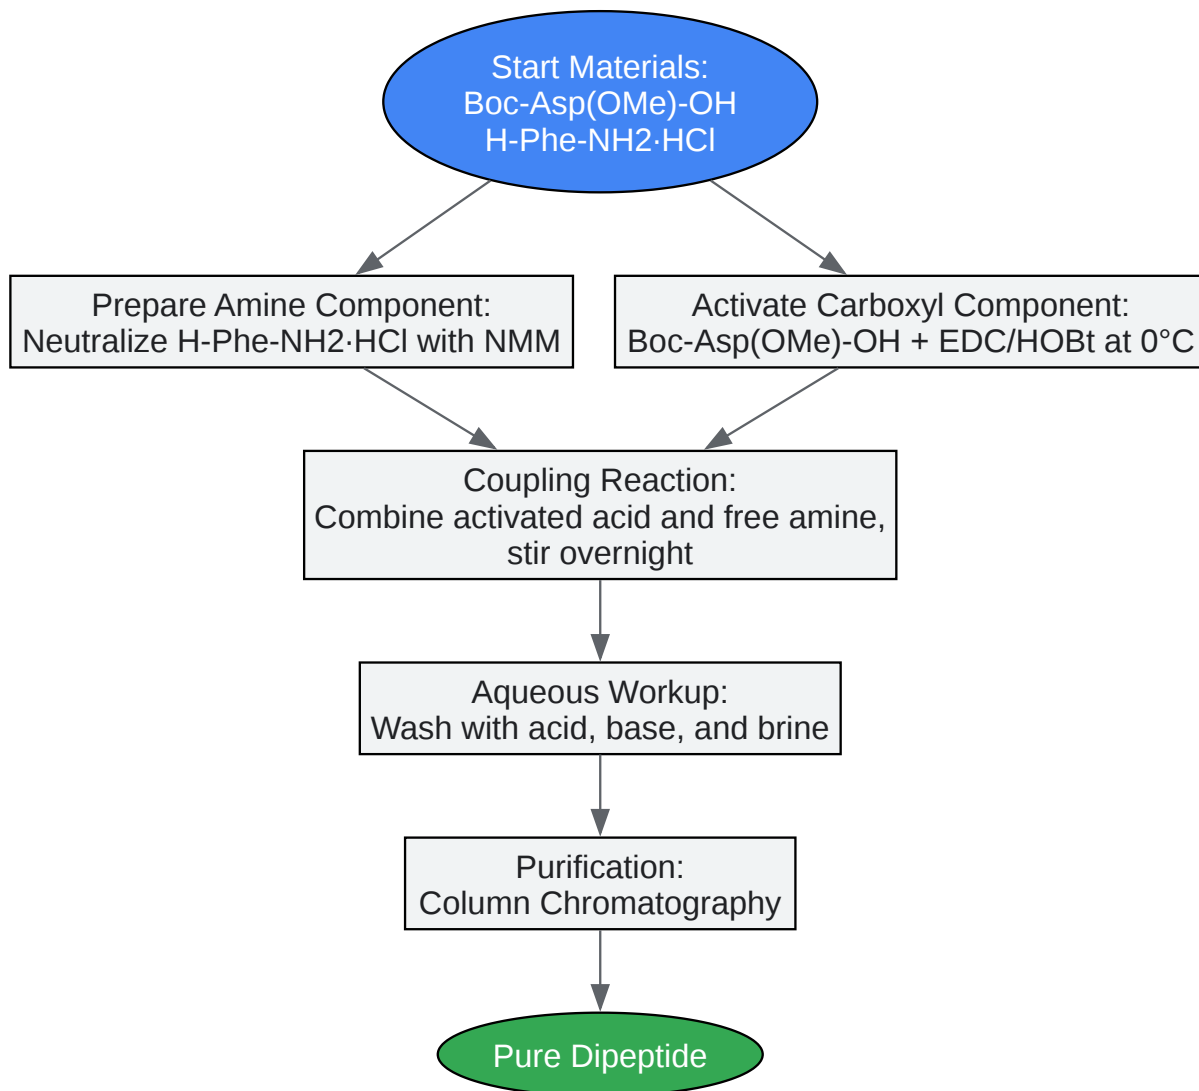 Start Materials:
Boc-Asp(OMe)-OH
H-Phe-NH2·HCl
Prepare Amine Component:
Neutralize H-Phe-NH2·HCl with NMM
Activate Carboxyl Component:
Boc-Asp(OMe)-OH + EDC/HOBt at 0°C
Coupling Reaction:
Combine activated acid and free amine,
stir overnight
Aqueous Workup:
Wash with acid, base, and brine
Purification:
Column Chromatography
Pure Dipeptide